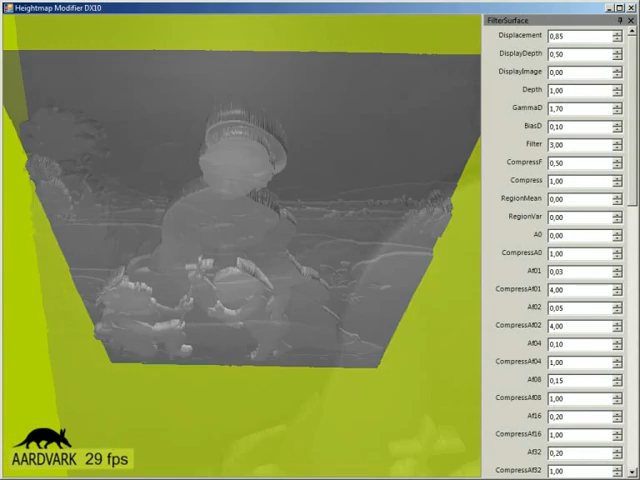 Heightmap Modifier DX10
FilterSurface
Displacement 0,85
DisplayDepth 0,50
DisplayImage 0,00
Depth 1,00
GammaD 1,70
BiasD 0,10
Filter 3,00
CompressF 0,50
Compress 1,00
RegionMean 0,00
RegionVar 0,00
A0 0,00
CompressA0 1,00
Af01 0,03
CompressAf01 4,00
Af02 0,05
CompressAf02 4,00
Af04 0,10
CompressAf04 1,00
Af08 0,15
CompressAf08 1,00
Af16 0,20
CompressAf16 1,00
Af32 0,20
CompressAf32 1,00
AARDVARK 29 fps